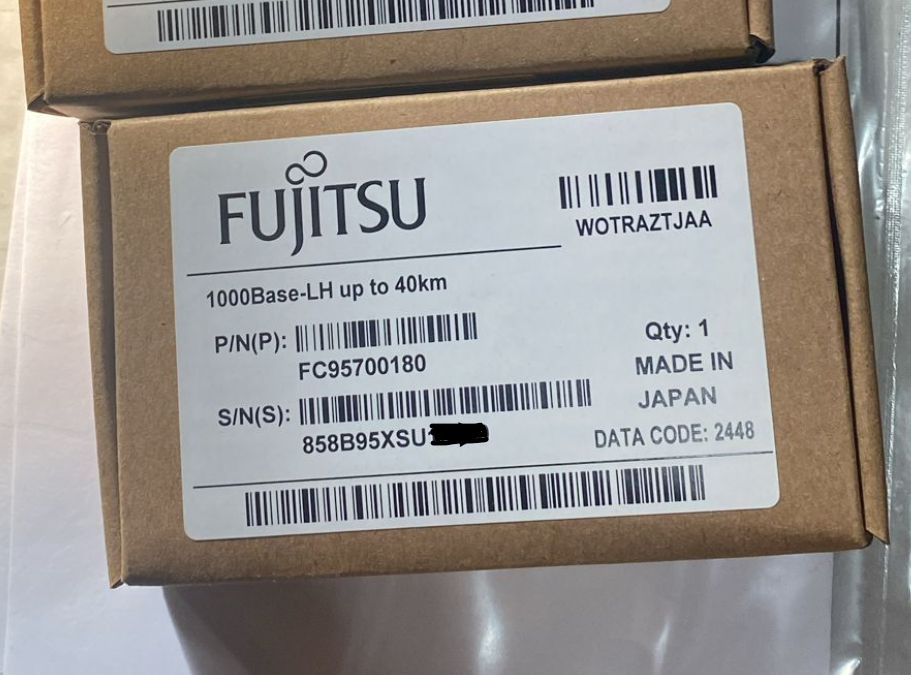 FUJITSU
WOTRAZTJAA
1000Base-LH up to 40km
P/N(P):
FC95700180
Qty: 1
MADE IN
JAPAN
S/N(S):
858B95XSU
DATA CODE: 2448